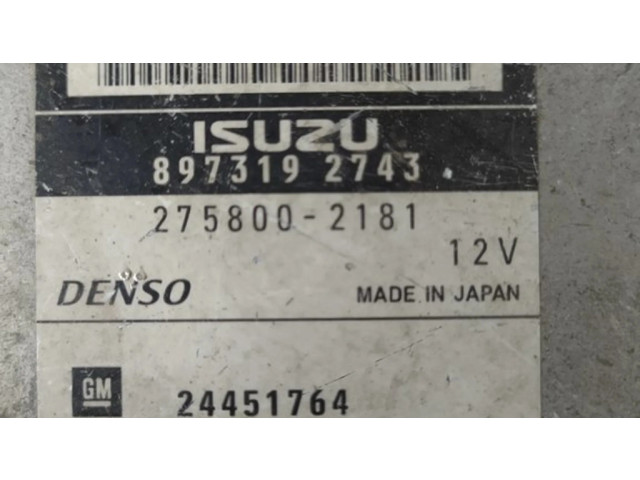 ISUZU
897319 2743
275800-2181
12V
DENSO MADE IN JAPAN
GM 24451764